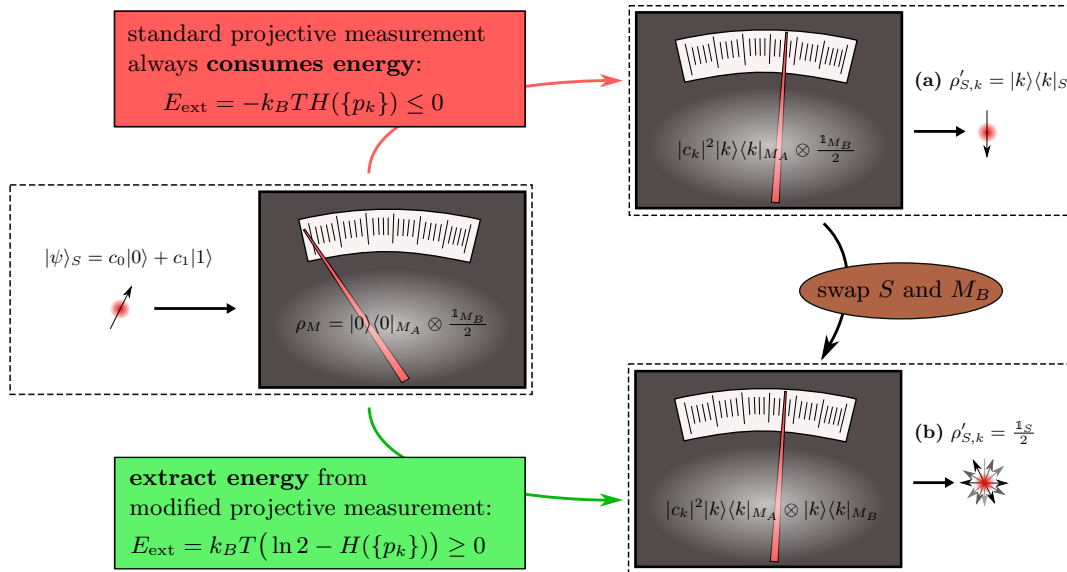 standard projective measurement
always consumes energy:
E_ext = −k_B T H({p_k}) ≤ 0
|c_k|²|k⟩⟨k|_{M_A} ⊗ 𝟙_{M_B}/2
(a) ρ′_{S,k} = |k⟩⟨k|_S
|ψ⟩_S = c_0|0⟩ + c_1|1⟩
ρ_M = |0⟩⟨0|_{M_A} ⊗ 𝟙_{M_B}/2
swap S and M_B
extract energy from
modified projective measurement:
E_ext = k_B T(ln 2 − H({p_k})) ≥ 0
|c_k|²|k⟩⟨k|_{M_A} ⊗ |k⟩⟨k|_{M_B}
(b) ρ′_{S,k} = 𝟙_S/2